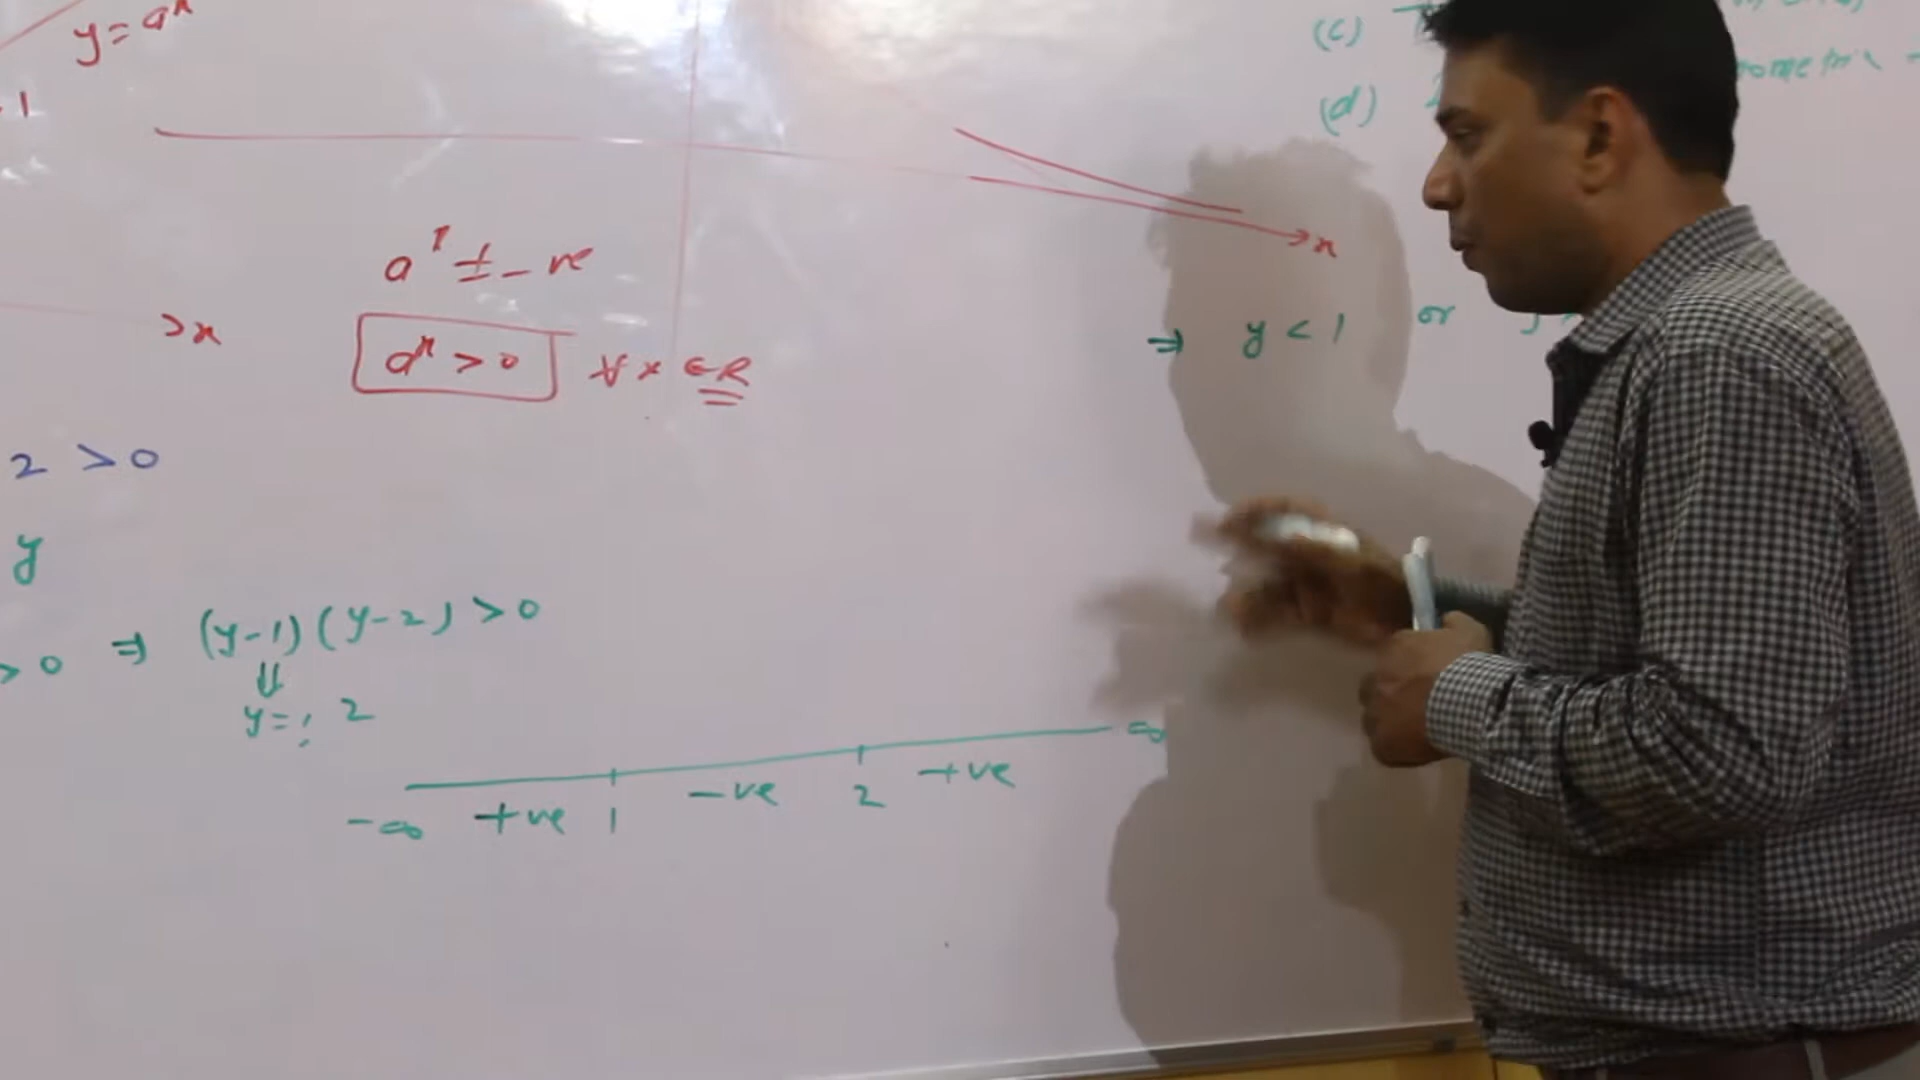 y = aˣ
1
(c)
(d)
x
a ≠ -ve
>x
aˣ > 0 ∀ x ∈ R
⇒ y < 1 or
2 > 0
y
> 0 ⇒ (y-1)(y-2) > 0
⇓
y = 1 2
-∞ +ve 1 -ve 2 +ve ∞